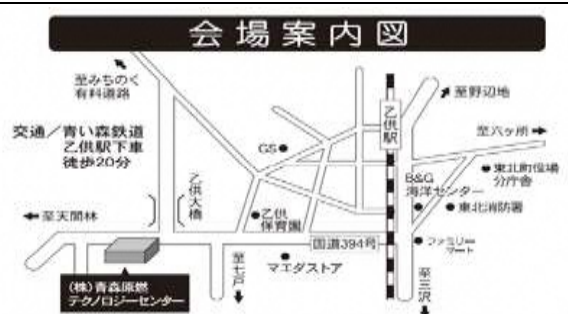 会場案内図
至みちのく
有料道路
交通／青い森鉄道
乙供駅下車
徒歩20分
至野辺地
至六ヶ所
乙供駅
GS
東北町役場
分庁舎
B&G
海洋センター
東北消防署
乙供大橋
乙供
保育園
至天間林
国道394号
ファミリー
マート
マエダストア
至七戸
至三沢
(株)青森原燃
テクノロジーセンター